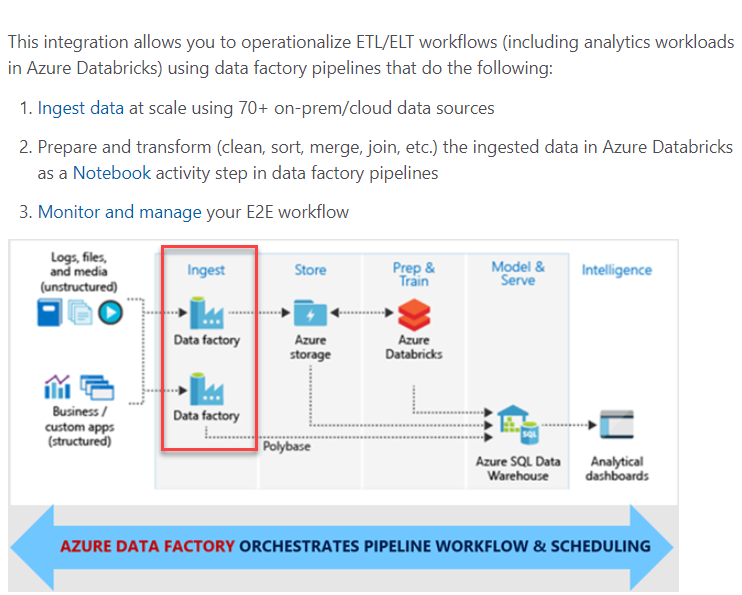 This integration allows you to operationalize ETL/ELT workflows (including analytics workloads
in Azure Databricks) using data factory pipelines that do the following:
1. Ingest data at scale using 70+ on-prem/cloud data sources
2. Prepare and transform (clean, sort, merge, join, etc.) the ingested data in Azure Databricks
as a Notebook activity step in data factory pipelines
3. Monitor and manage your E2E workflow
Logs, files,
and media
(unstructured)
Ingest
Store
Prep &
Train
Model &
Serve
Intelligence
Data factory
Azure
storage
Azure
Databricks
Business /
custom apps
(structured)
Data factory
Polybase
SQL
Azure SQL Data
Warehouse
Analytical
dashboards
AZURE DATA FACTORY ORCHESTRATES PIPELINE WORKFLOW & SCHEDULING